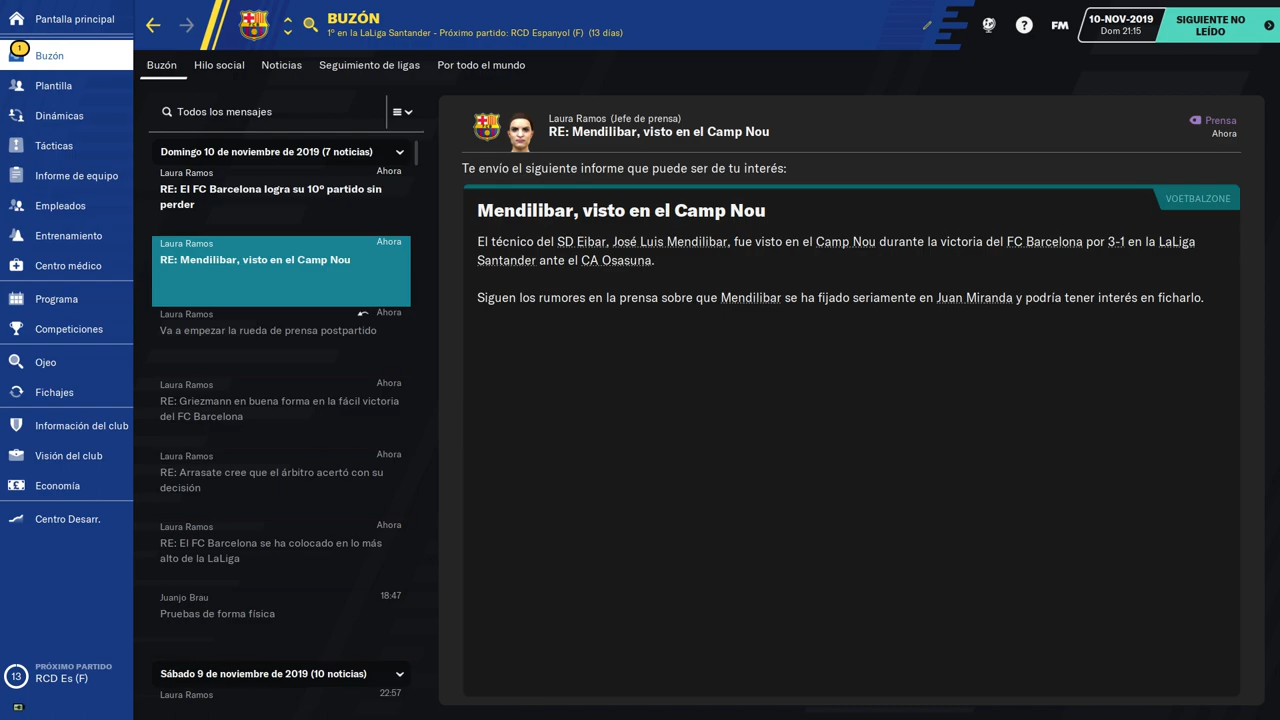 Pantalla principal
1
Buzón
Plantilla
Dinámicas
Tácticas
Informe de equipo
Empleados
Entrenamiento
Centro médico
Programa
Competiciones
Ojeo
Fichajes
Información del club
Visión del club
Economía
Centro Desarr.
13
PRÓXIMO PARTIDO
RCD Es (F)
BUZÓN
1º en la LaLiga Santander - Próximo partido: RCD Espanyol (F) (13 días)
?
FM
10-NOV-2019
Dom 21:15
SIGUIENTE NO
LEÍDO
Buzón
Hilo social
Noticias
Seguimiento de ligas
Por todo el mundo
Todos los mensajes
Domingo 10 de noviembre de 2019 (7 noticias)
Laura Ramos Ahora
RE: El FC Barcelona logra su 10º partido sin
perder
Laura Ramos Ahora
RE: Mendilibar, visto en el Camp Nou
Laura Ramos Ahora
Va a empezar la rueda de prensa postpartido
Laura Ramos Ahora
RE: Griezmann en buena forma en la fácil victoria
del FC Barcelona
Laura Ramos Ahora
RE: Arrasate cree que el árbitro acertó con su
decisión
Laura Ramos Ahora
RE: El FC Barcelona se ha colocado en lo más
alto de la LaLiga
Juanjo Brau 18:47
Pruebas de forma física
Sábado 9 de noviembre de 2019 (10 noticias)
Laura Ramos 22:57
Laura Ramos (Jefe de prensa)
RE: Mendilibar, visto en el Camp Nou
Prensa
Ahora
Te envío el siguiente informe que puede ser de tu interés:
VOETBALZONE
Mendilibar, visto en el Camp Nou
El técnico del SD Eibar, José Luis Mendilibar, fue visto en el Camp Nou durante la victoria del FC Barcelona por 3-1 en la LaLiga
Santander ante el CA Osasuna.
Siguen los rumores en la prensa sobre que Mendilibar se ha fijado seriamente en Juan Miranda y podría tener interés en ficharlo.